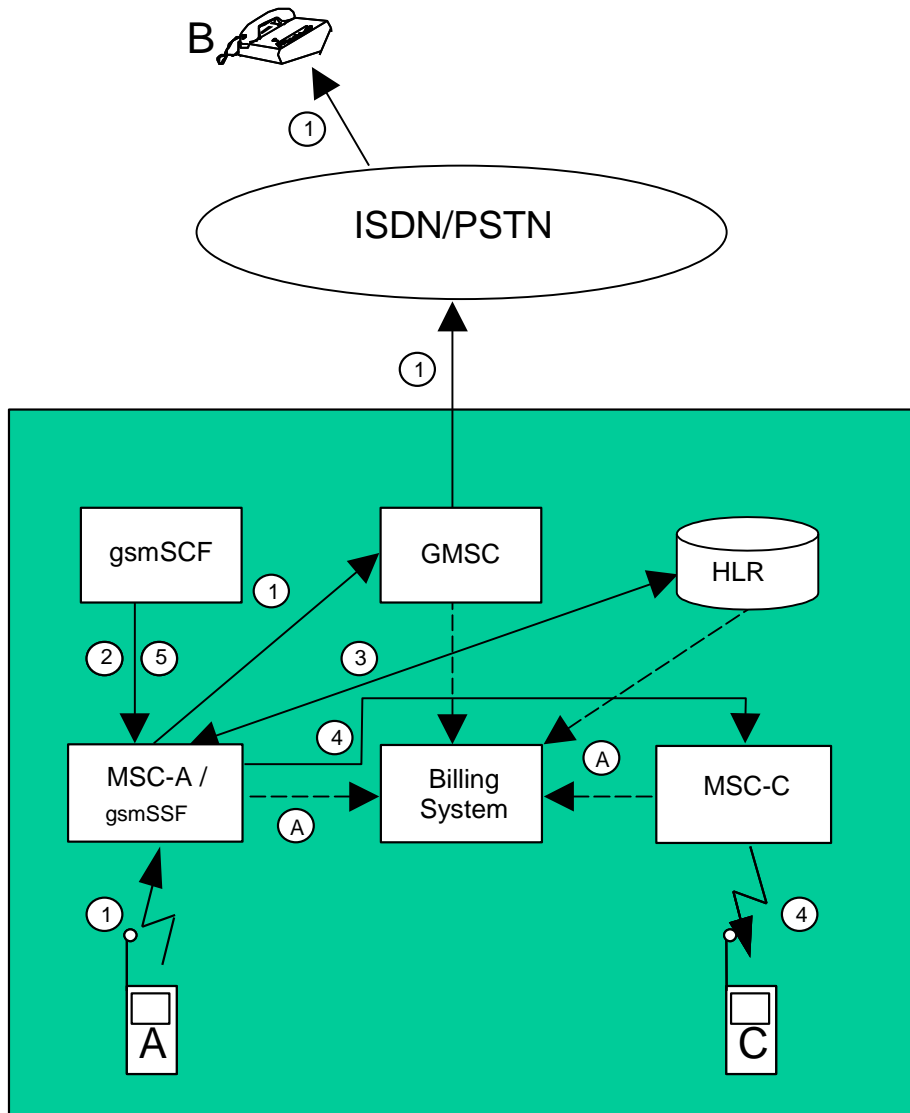 B
1
ISDN/PSTN
1
gsmSCF
GMSC
HLR
1
2
5
3
4
MSC-A /
gsmSSF
Billing
System
MSC-C
A
A
1
4
A
C